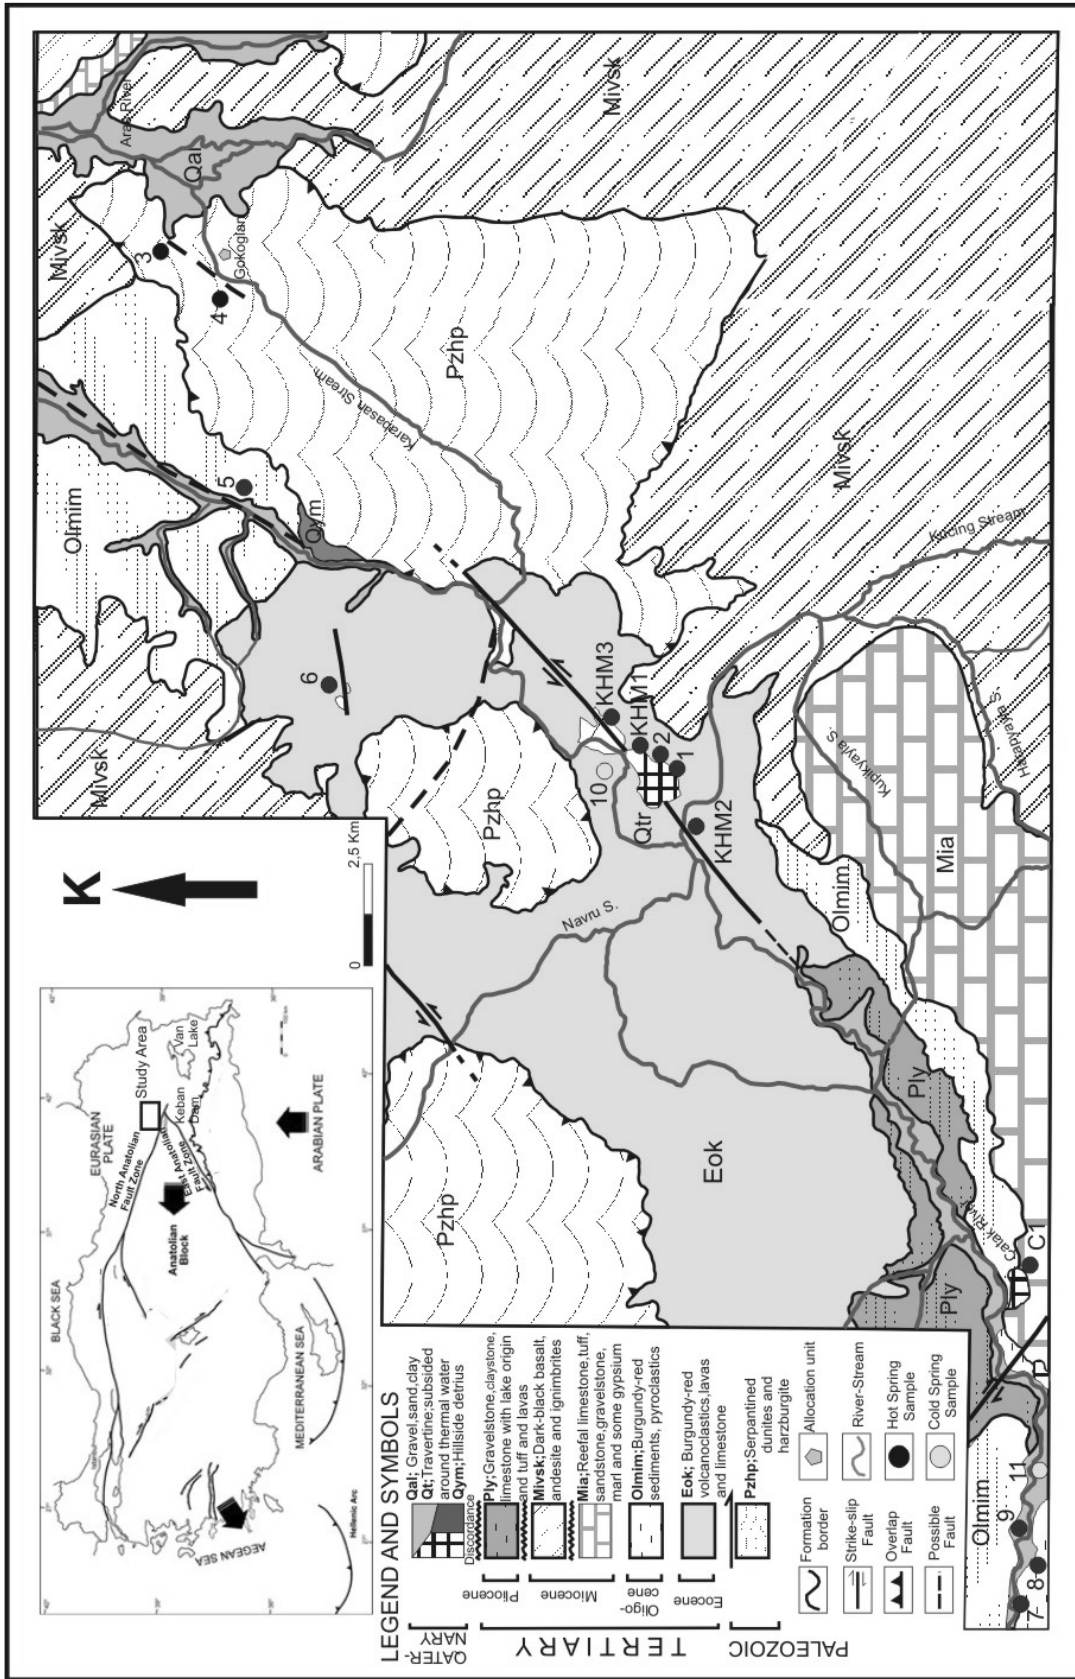 Mivsk
Aras River
Qal
Mivsk
3
Gokoglan
4
Mivsk
Olmim
5
Qym
Pzhp
Karabasan Stream
Mivsk
Kucing Stream
6
KHM3
KHM1
2
1
10
Qtr
KHM2
Mivsk
Pzhp
Olmim
Kupikyayla S.
Mia
Navru S.
K
0
2,5 Km
Pzhp
Eok
Ply
Ply
Catak River
C1
Olmim
11
9
8
7
BLACK SEA
EURASIAN
PLATE
Study Area
North Anatolian
Fault Zone
East Anatolian
Fault Zone
Keban
Dam
Van
Lake
Anatolian
Block
ARABIAN PLATE
MEDITERRANEAN SEA
AEGEAN SEA
Hellenic Arc
LEGEND AND SYMBOLS
QATER-
NARY
Qal; Gravel,sand,clay
Qt;Travertine;subsided
around thermal water
Qym;Hillside detrius
Discordance
TERTIARY
Pliocene
Ply;Gravelstone,claystone,
limestone with lake origin
and tuff and lavas
Miocene
Mivsk;Dark-black basalt,
andesite and ignimbrites
Mia;Reefal limestone,tuff,
sandstone,gravelstone,
marl and some gypsium
Oligo-
cene
Olmim;Burgundy-red
sediments, pyroclastics
Eocene
Eok; Burgundy-red
volcanoclastics,lavas
and limestone
PALEOZOIC
Pzhp;Serpantined
dunites and
harzburgite
Formation
border
Allocation unit
Strike-slip
Fault
River-Stream
Overlap
Fault
Hot Spring
Sample
Possible
Fault
Cold Spring
Sample